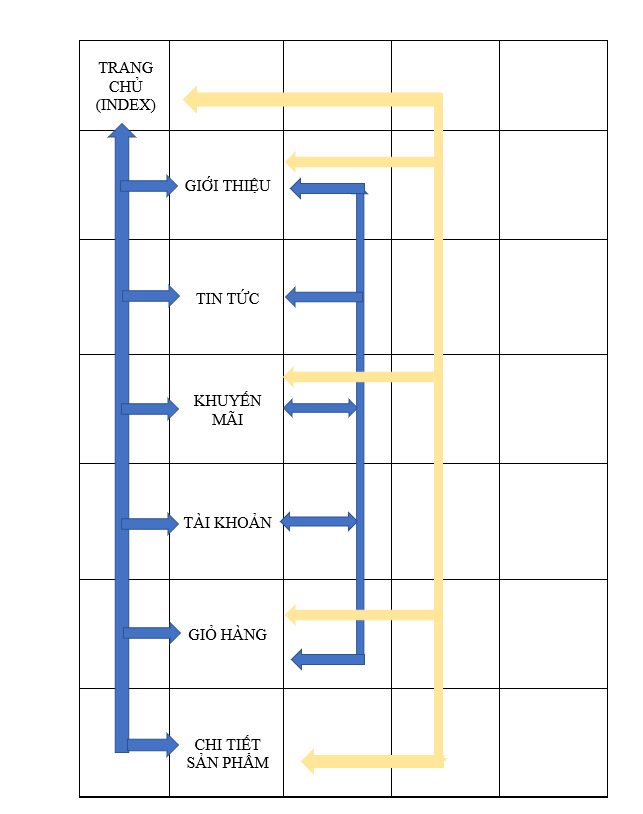 TRANG
CHỦ
(INDEX)
GIỚI THIỆU
TIN TỨC
KHUYẾN
MÃI
TÀI KHOẢN
GIỎ HÀNG
CHI TIẾT
SẢN PHẨM